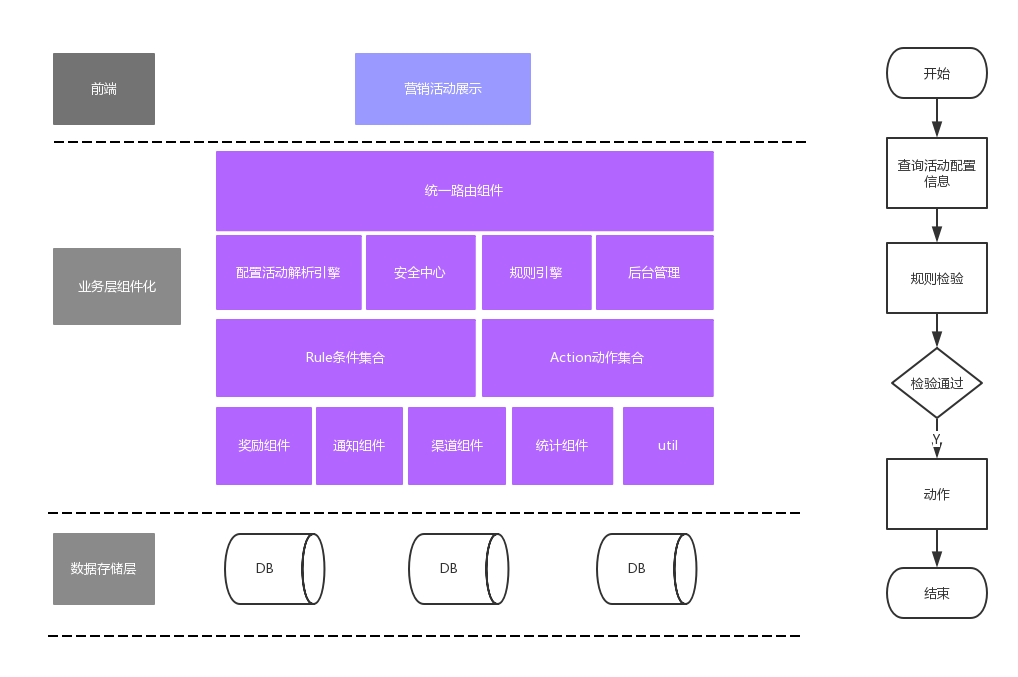 前端
营销活动展示
统一路由组件
业务层组件化
配置活动解析引擎
安全中心
规则引擎
后台管理
Rule条件集合
Action动作集合
奖励组件
通知组件
渠道组件
统计组件
util
数据存储层
DB
DB
DB
开始
查询活动配置
信息
规则检验
检验通过
Y
动作
结束